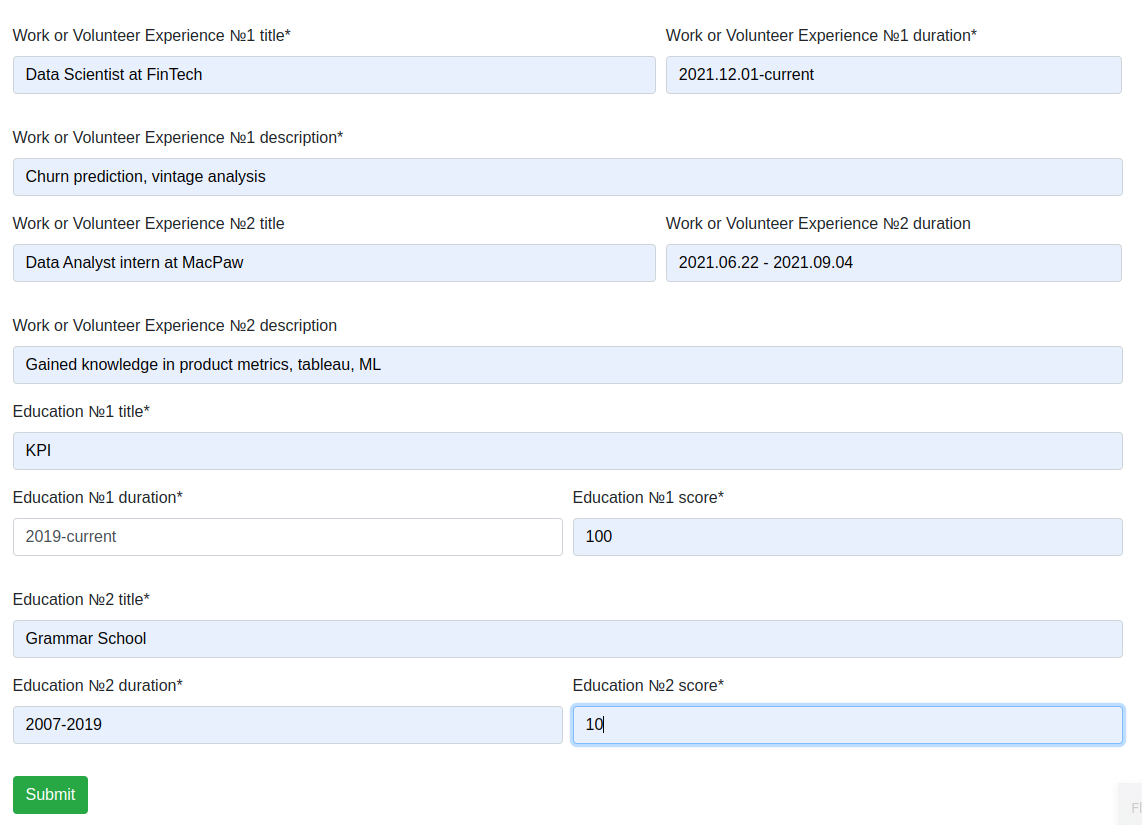 Work or Volunteer Experience №1 title*
Work or Volunteer Experience №1 duration*
Data Scientist at FinTech
2021.12.01-current
Work or Volunteer Experience №1 description*
Churn prediction, vintage analysis
Work or Volunteer Experience №2 title
Work or Volunteer Experience №2 duration
Data Analyst intern at MacPaw
2021.06.22 - 2021.09.04
Work or Volunteer Experience №2 description
Gained knowledge in product metrics, tableau, ML
Education №1 title*
KPI
Education №1 duration*
Education №1 score*
2019-current
100
Education №2 title*
Grammar School
Education №2 duration*
Education №2 score*
2007-2019
10
Submit